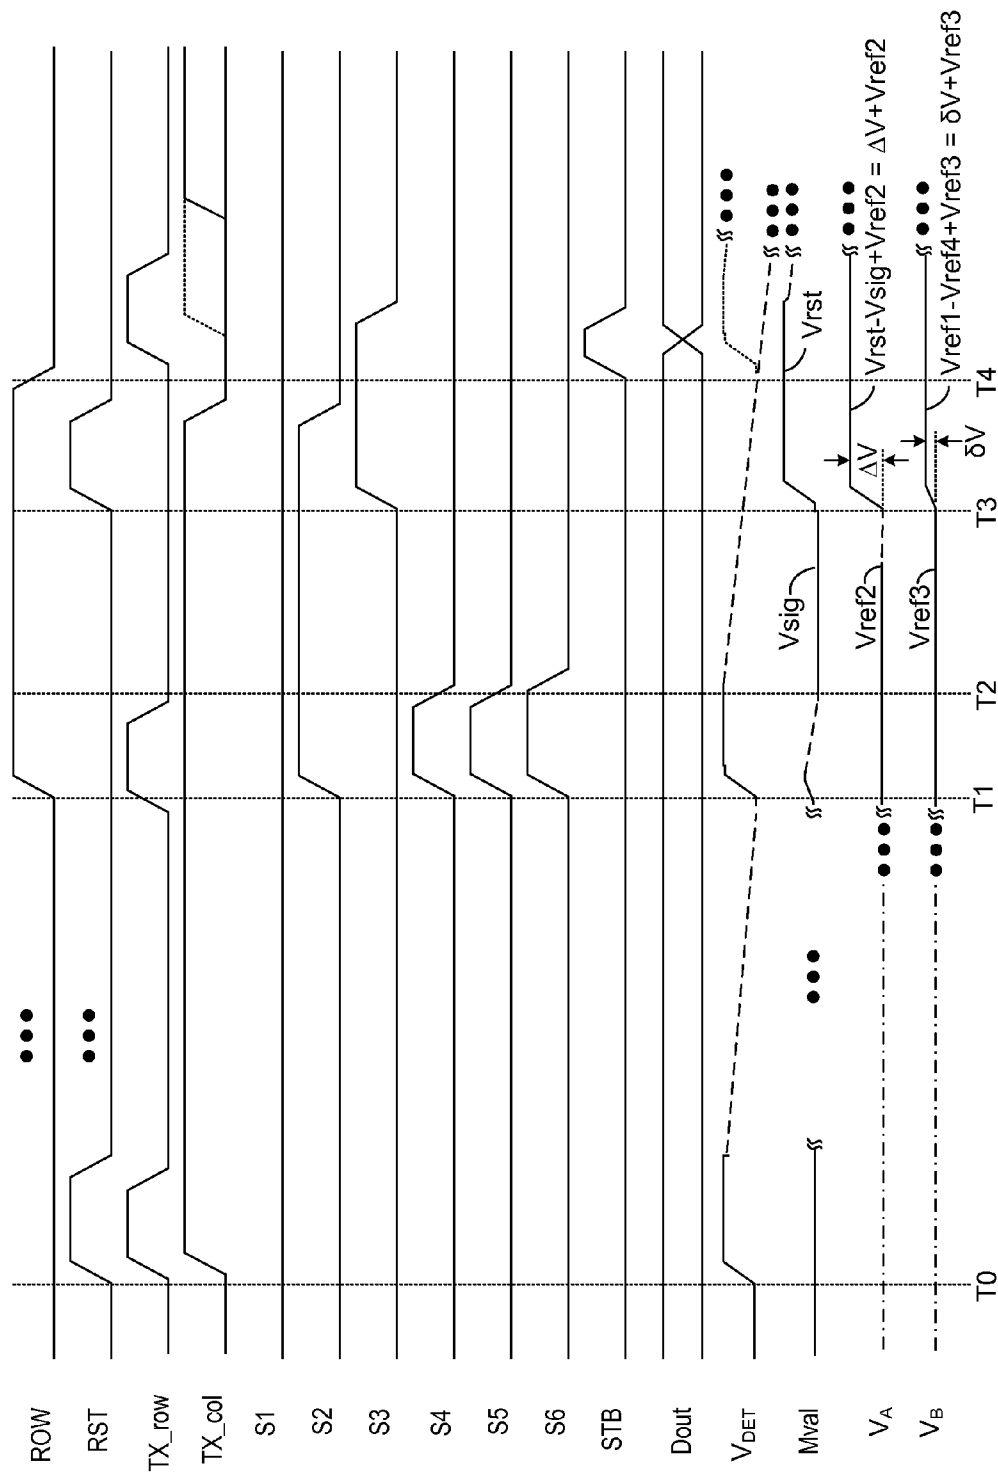 ROW
RST
TX_row
TX_col
S1
S2
S3
S4
S5
S6
STB
Dout
VDET
Mval
VA
VB
Vsig
Vrst
Vref2
Vref3
ΔV
δV
Vrst-Vsig+Vref2 = ΔV+Vref2
Vref1-Vref4+Vref3 = δV+Vref3
T0
T1
T2
T3
T4